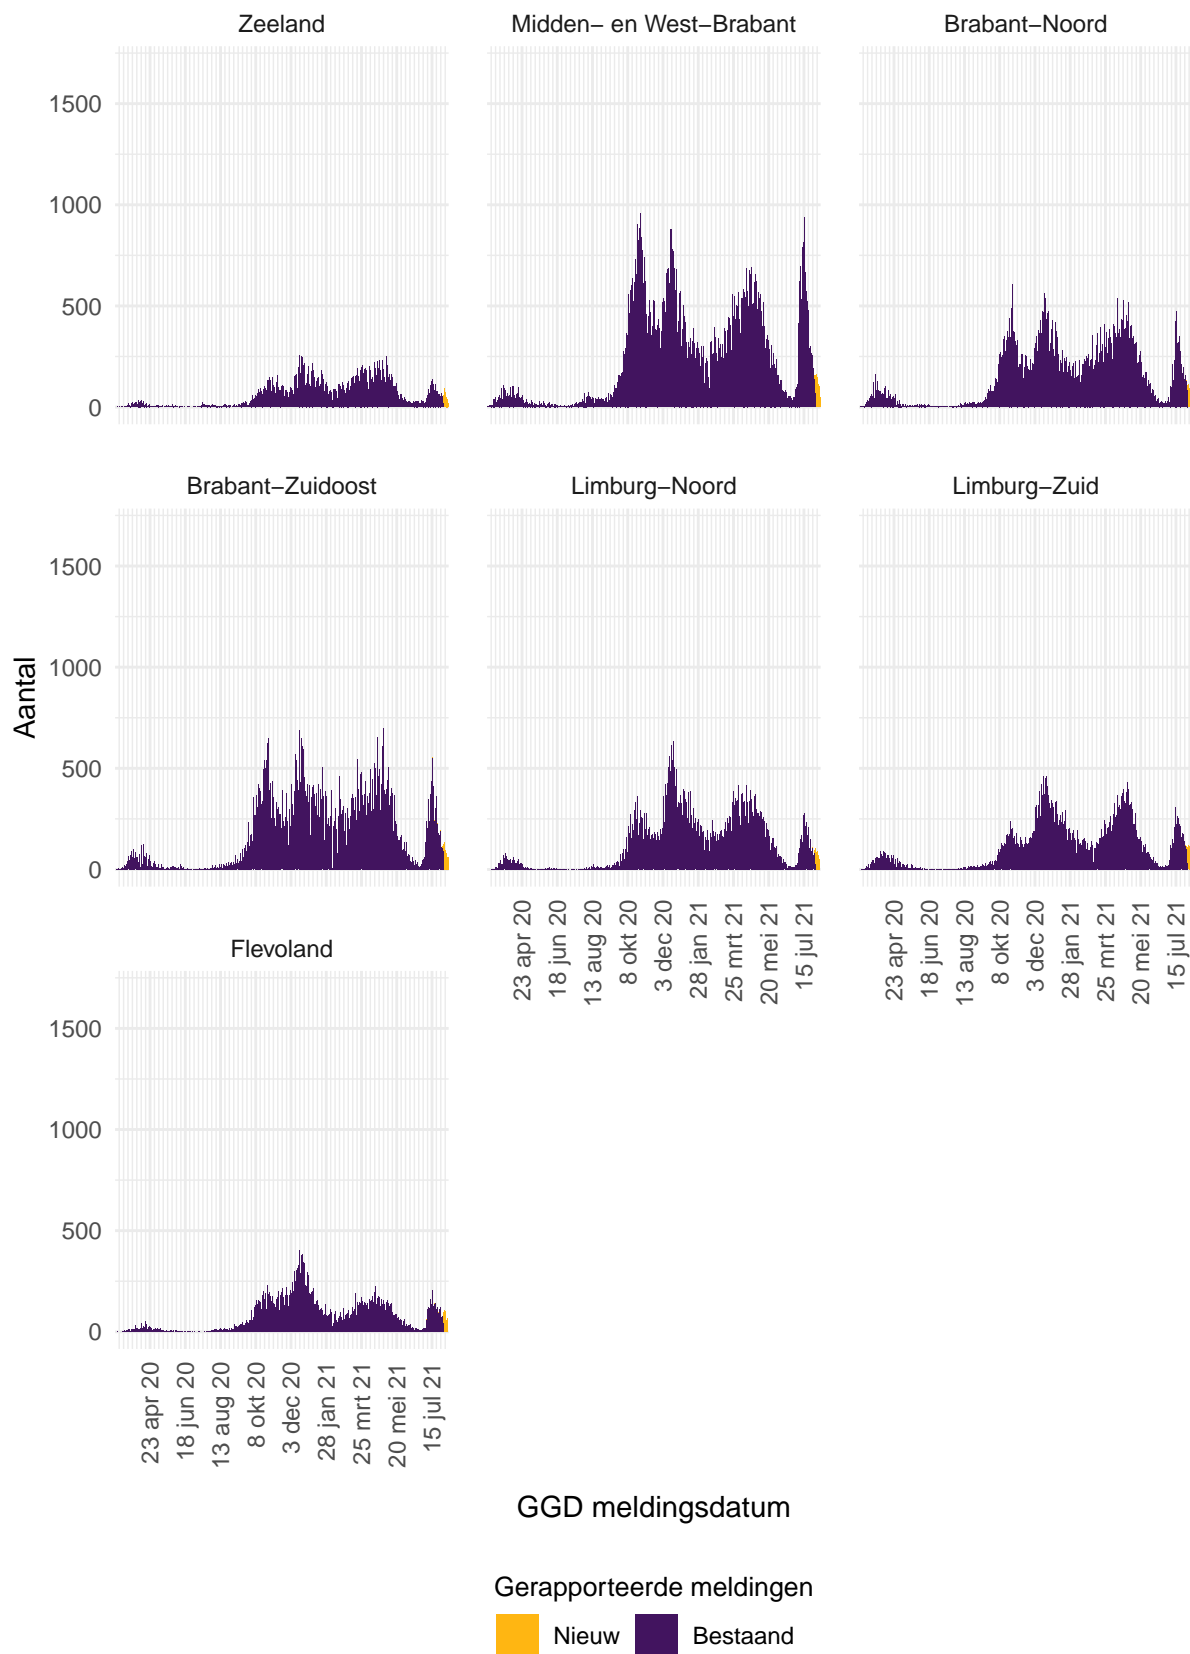 Zeeland
Midden− en West−Brabant
Brabant−Noord
1500
1000
500
0
Brabant−Zuidoost
Limburg−Noord
Limburg−Zuid
1500
1000
500
0
Aantal
23 apr 20
18 jun 20
13 aug 20
8 okt 20
3 dec 20
28 jan 21
25 mrt 21
20 mei 21
15 jul 21
23 apr 20
18 jun 20
13 aug 20
8 okt 20
3 dec 20
28 jan 21
25 mrt 21
20 mei 21
15 jul 21
Flevoland
1500
1000
500
0
23 apr 20
18 jun 20
13 aug 20
8 okt 20
3 dec 20
28 jan 21
25 mrt 21
20 mei 21
15 jul 21
GGD meldingsdatum
Gerapporteerde meldingen
Nieuw
Bestaand